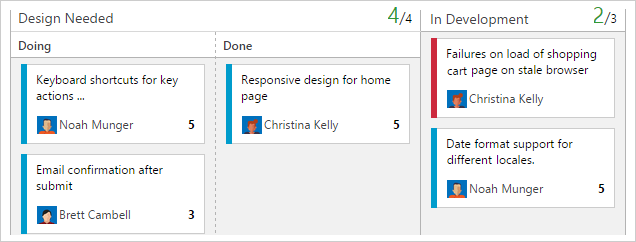 Design Needed 4/4
Doing
Keyboard shortcuts for key
actions ...
Noah Munger 5
Email confirmation after
submit
Brett Cambell 3
Done
Responsive design for home
page
Christina Kelly 5
In Development 2/3
Failures on load of shopping
cart page on stale browser
Christina Kelly
Date format support for
different locales.
Noah Munger 5